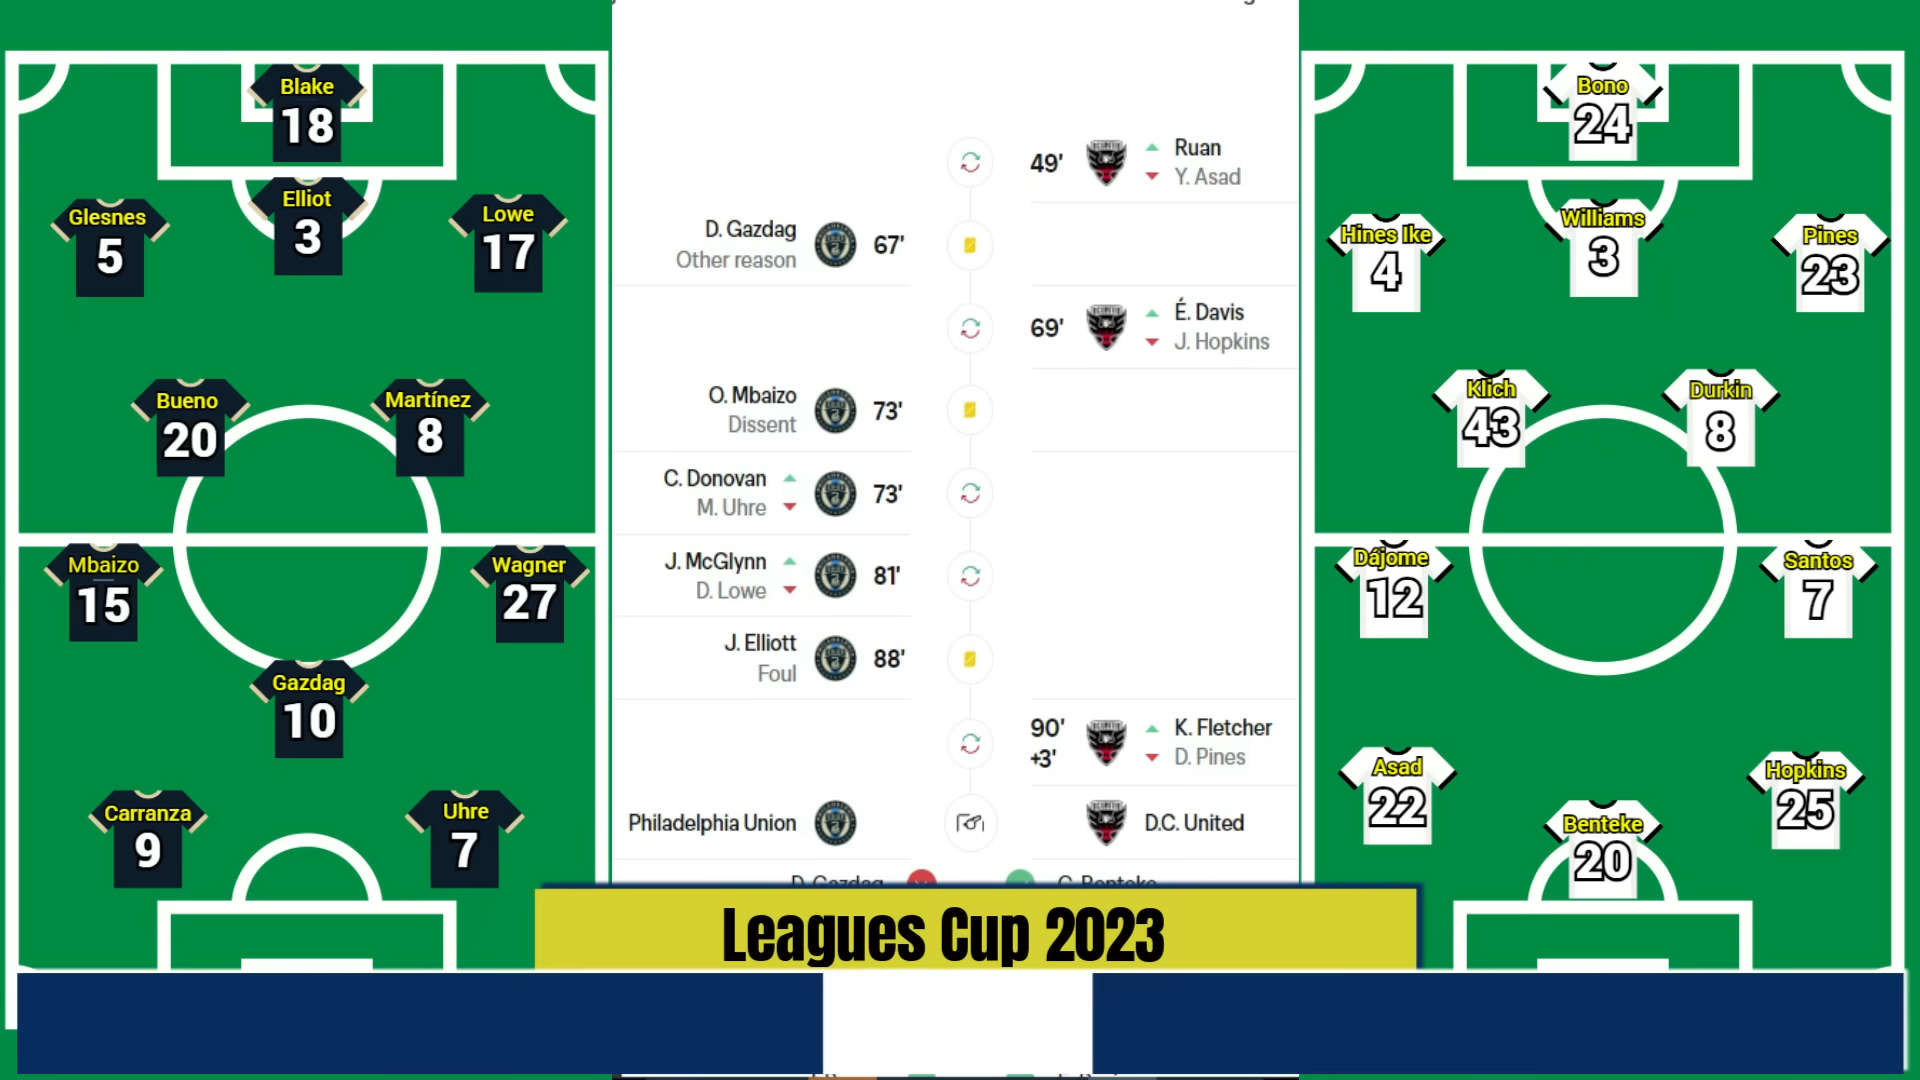 Blake
18
Elliot
3
Glesnes
5
Lowe
17
Bueno
20
Martínez
8
Mbaizo
15
Wagner
27
Gazdag
10
Carranza
9
Uhre
7
49'
Ruan
Y. Asad
D. Gazdag
Other reason
67'
69'
É. Davis
J. Hopkins
O. Mbaizo
Dissent
73'
C. Donovan
M. Uhre
73'
J. McGlynn
D. Lowe
81'
J. Elliott
Foul
88'
90'
+3'
K. Fletcher
D. Pines
Philadelphia Union
D.C. United
D. Gazdag
C. Benteke
Leagues Cup 2023
Bono
24
Williams
3
Hines Ike
4
Pines
23
Klich
43
Durkin
8
Dájome
12
Santos
7
Asad
22
Hopkins
25
Benteke
20